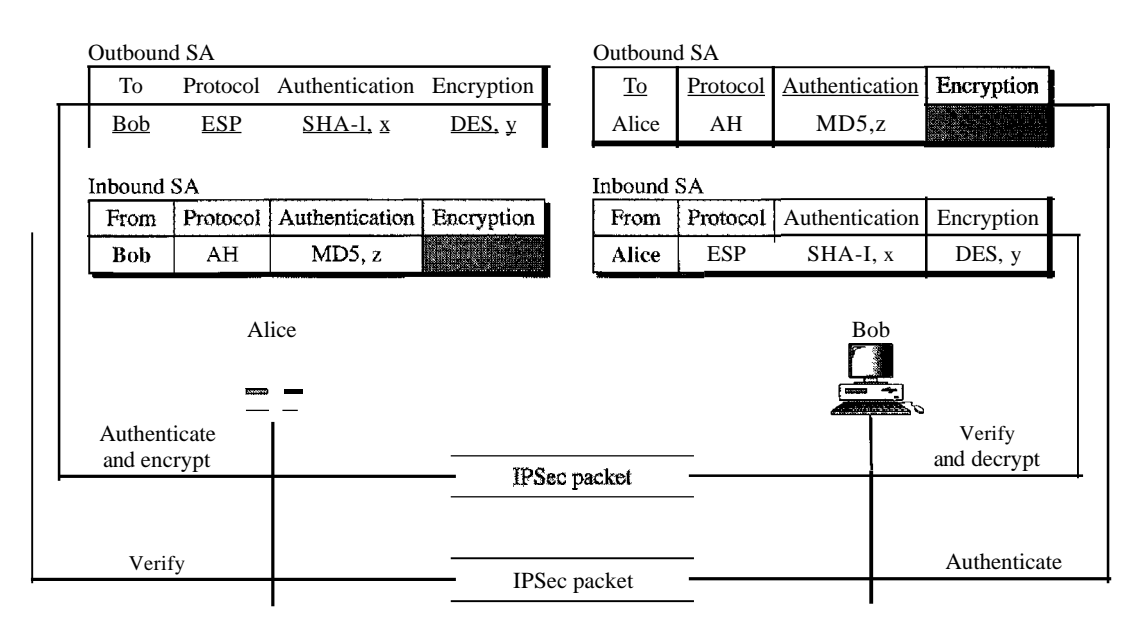 Outbound SA
To Protocol Authentication Encryption
Bob ESP SHA-l, x DES, y
Outbound SA
To Protocol Authentication Encryption
Alice AH MD5,z
Inbound SA
From Protocol Authentication Encryption
Bob AH MD5, z
Inbound SA
From Protocol Authentication Encryption
Alice ESP SHA-I, x DES, y
Alice
Bob
Authenticate
and encrypt
IPSec packet
Verify
and decrypt
Verify
IPSec packet
Authenticate